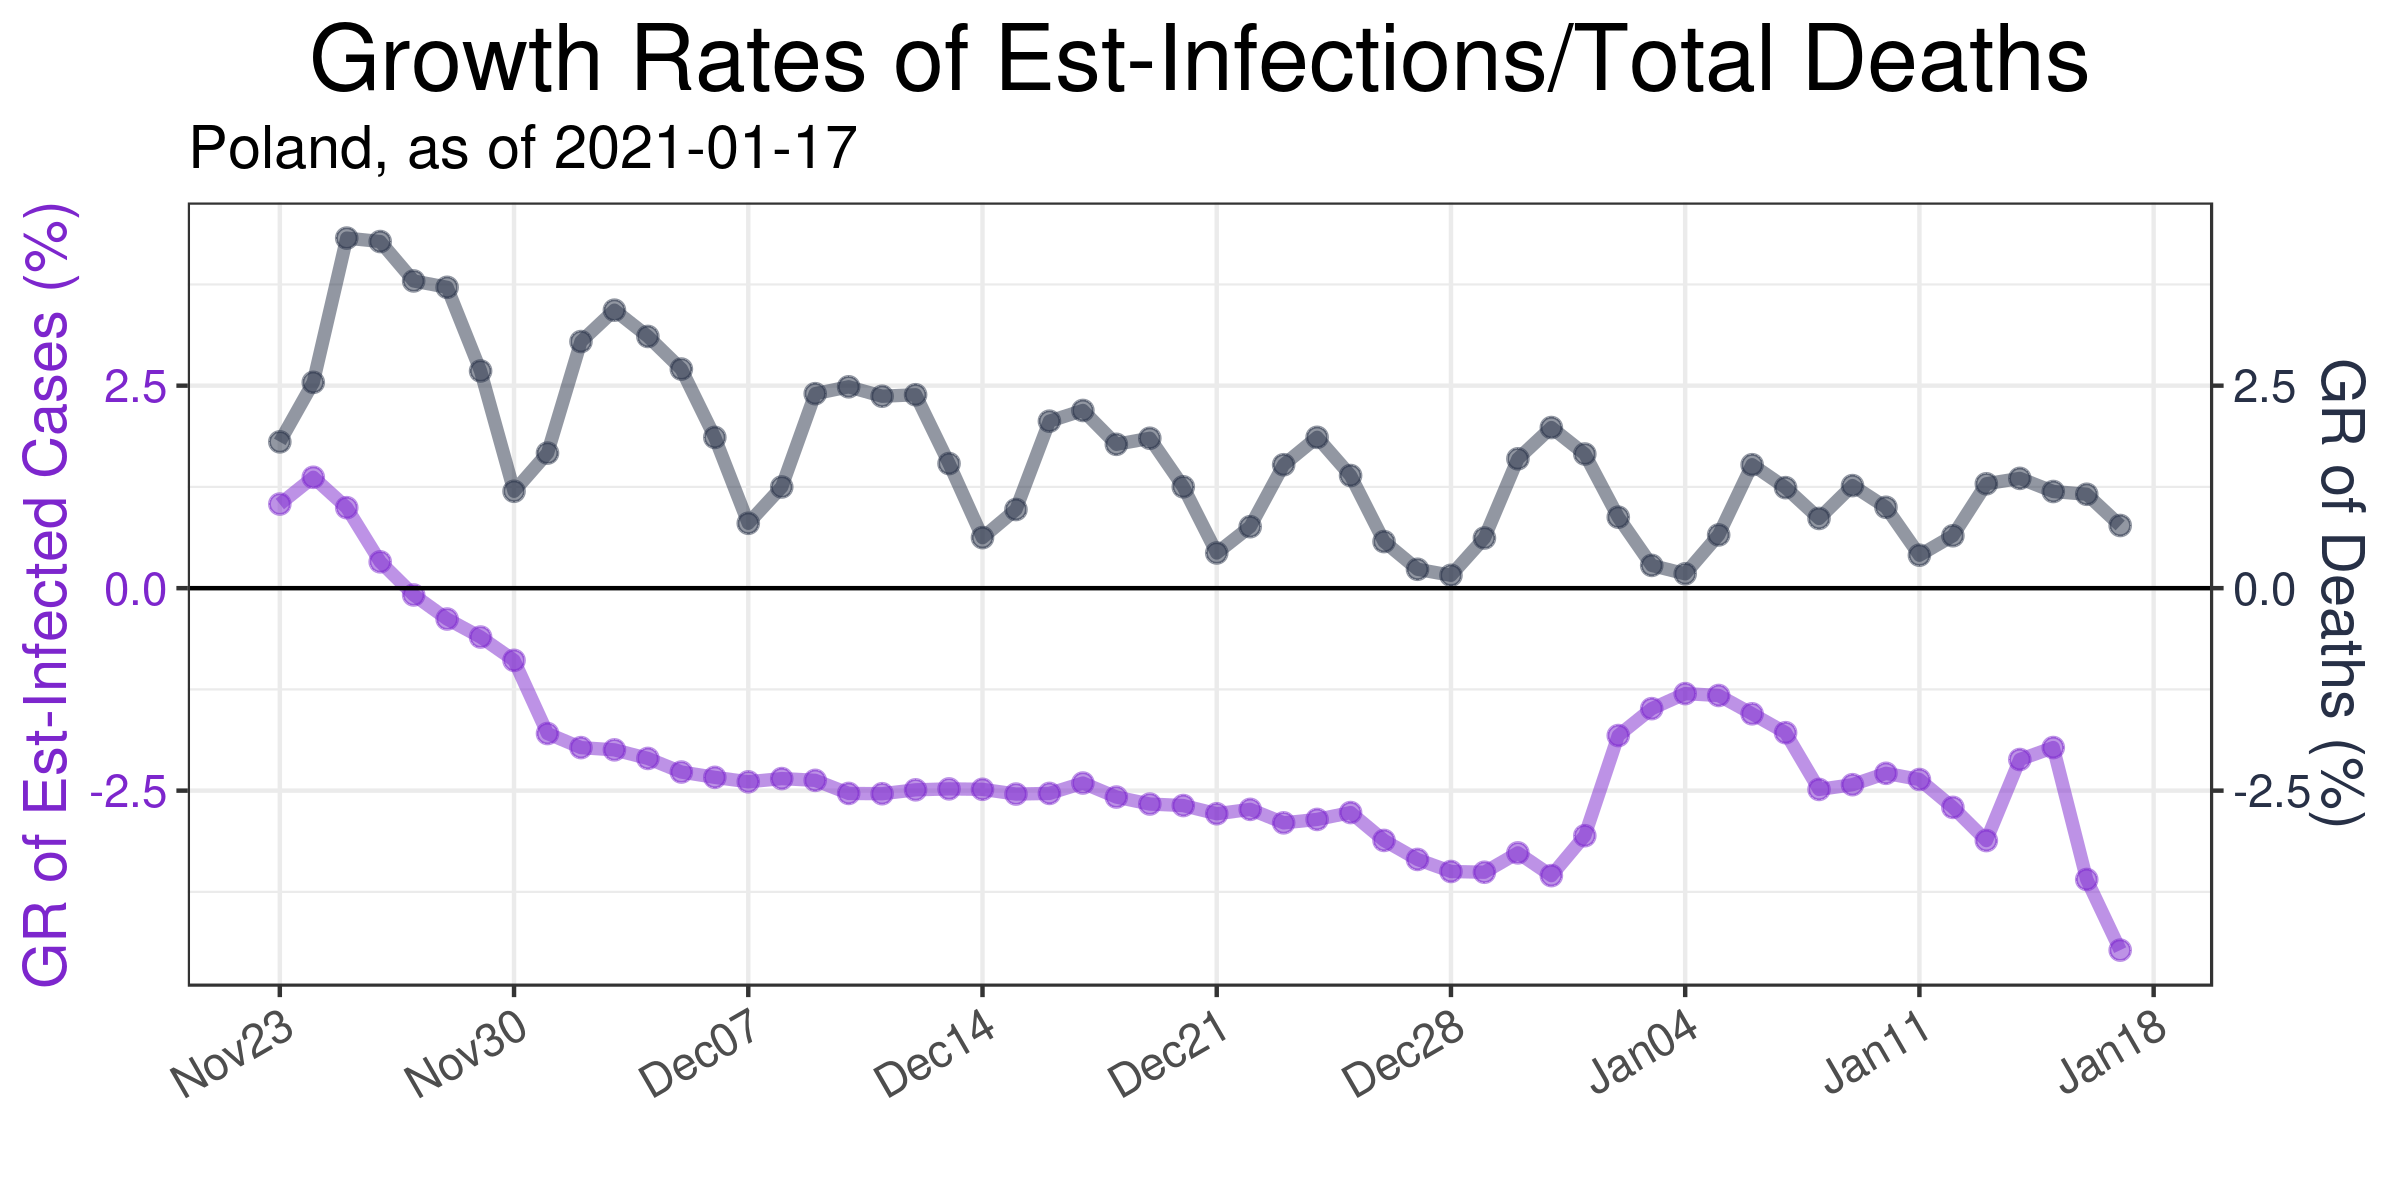 Growth Rates of Est-Infections/Total Deaths
Poland, as of 2021-01-17
GR of Est-Infected Cases (%)
2.5
0.0
-2.5
2.5
0.0
-2.5
GR of Deaths (%)
Nov23
Nov30
Dec07
Dec14
Dec21
Dec28
Jan04
Jan11
Jan18